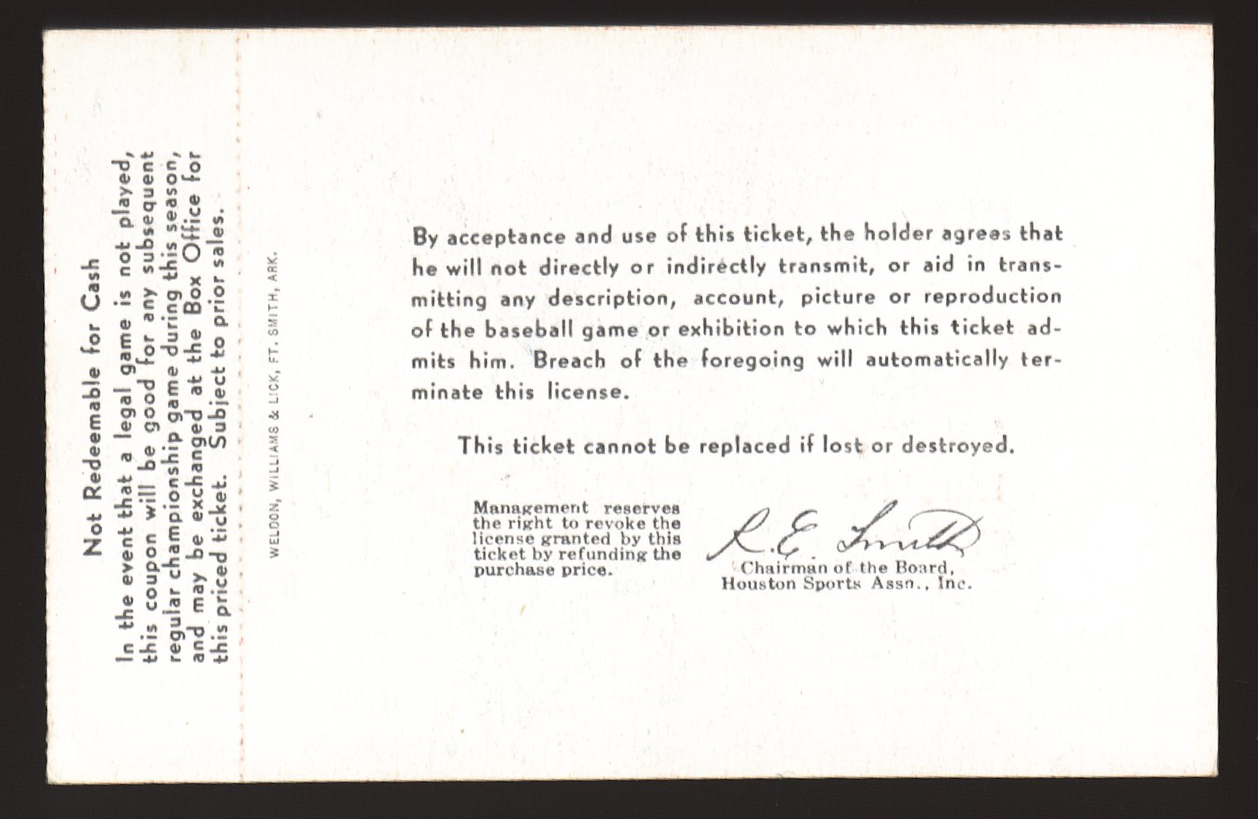 Not Redeemable for Cash
In the event that a legal game is not played,
this coupon will be good for any subsequent
regular championship game during this season,
and may be exchanged at the Box Office for
this priced ticket. Subject to prior sales.
WELDON, WILLIAMS & LICK, FT. SMITH, ARK.
By acceptance and use of this ticket, the holder agrees that
he will not directly or indirectly transmit, or aid in trans-
mitting any description, account, picture or reproduction
of the baseball game or exhibition to which this ticket ad-
mits him. Breach of the foregoing will automatically ter-
minate this license.
This ticket cannot be replaced if lost or destroyed.
Management reserves
the right to revoke the
license granted by this
ticket by refunding the
purchase price.
R. E. Smith
Chairman of the Board,
Houston Sports Assn., Inc.